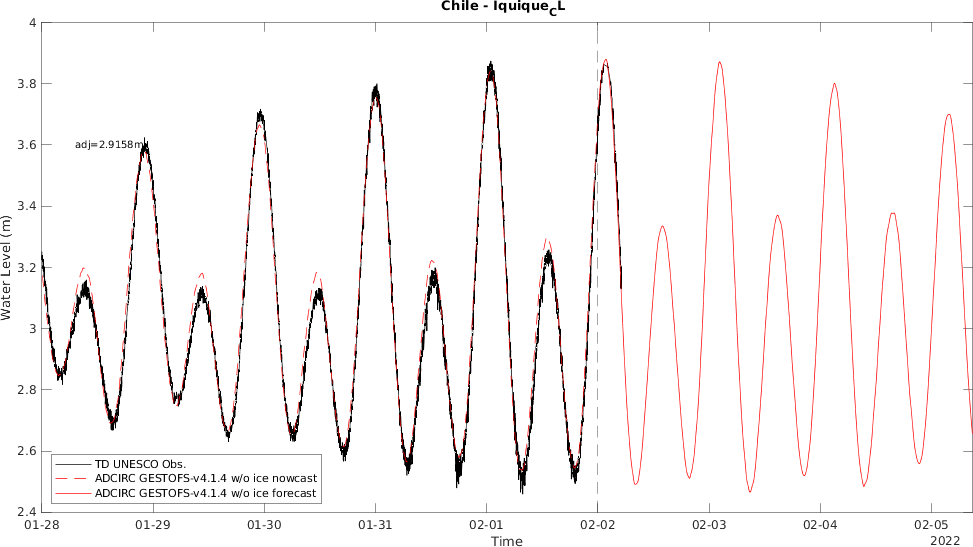 Chile - Iquique_CL
4
3.8
3.6
3.4
3.2
3
2.8
2.6
2.4
Water Level (m)
adj=2.9158m
TD UNESCO Obs.
ADCIRC GESTOFS-v4.1.4 w/o ice nowcast
ADCIRC GESTOFS-v4.1.4 w/o ice forecast
01-28 01-29 01-30 01-31 02-01 02-02 02-03 02-04 02-05
Time
2022